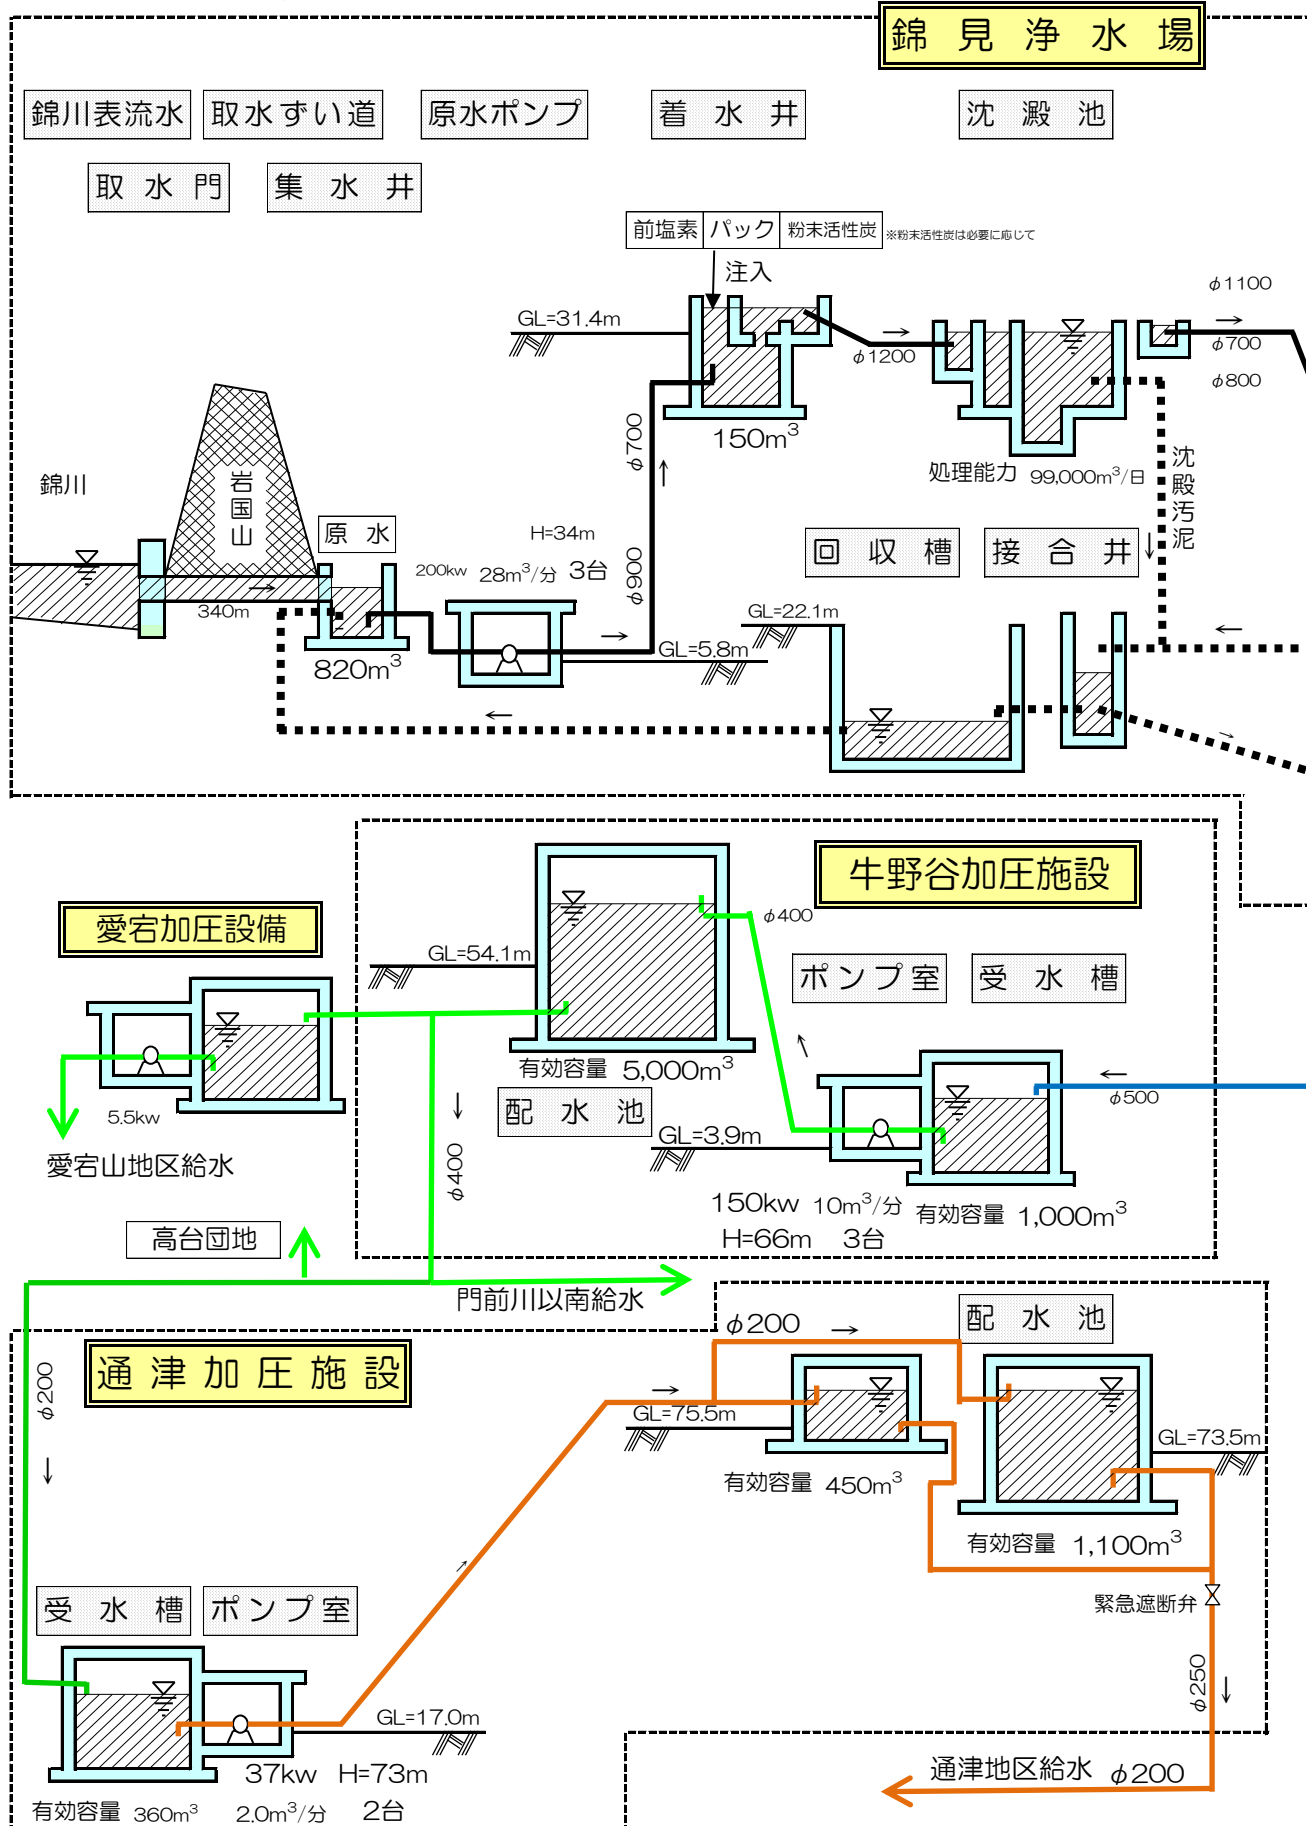 錦見浄水場
錦川表流水
取水ずい道
原水ポンプ
着水井
沈澱池
取水門
集水井
前塩素 パック 粉末活性炭 ※粉末活性炭は必要に応じて
注入
φ1100
GL=31.4m
φ1200
φ700
φ800
150m³
φ700
処理能力 99,000m³/日
沈殿汚泥
錦川
岩国山
原水
H=34m
200kw 28m³/分 3台
φ900
回収槽
接合井
340m
820m³
GL=5.8m
GL=22.1m
牛野谷加圧施設
愛宕加圧設備
φ400
GL=54.1m
ポンプ室
受水槽
有効容量 5,000m³
配水池
φ500
5.5kw
愛宕山地区給水
φ400
GL=3.9m
150kw 10m³/分
H=66m 3台
有効容量 1,000m³
高台団地
門前川以南給水
通津加圧施設
φ200
φ200
配水池
GL=75.5m
GL=73.5m
有効容量 450m³
有効容量 1,100m³
緊急遮断弁
受水槽
ポンプ室
φ250
GL=17.0m
37kw H=73m
有効容量 360m³ 2.0m³/分 2台
通津地区給水 φ200